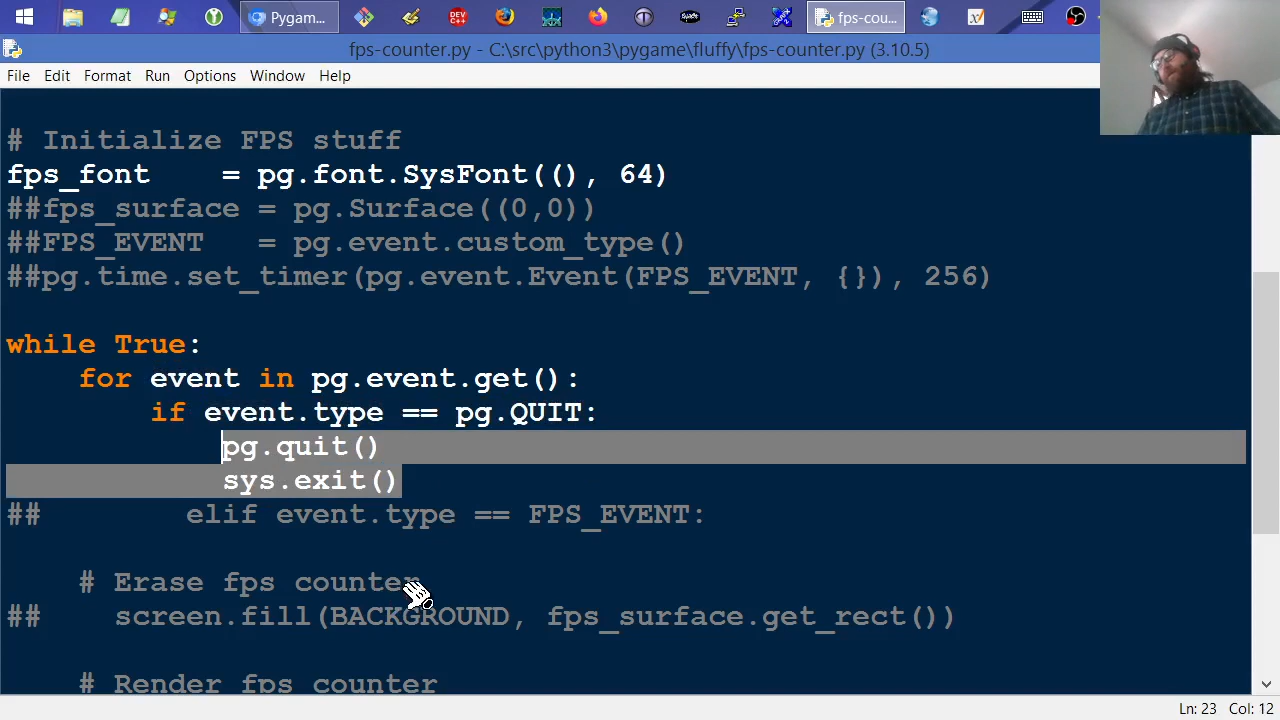 Pygam...
DEV
C++
fps-cou...
fps-counter.py - C:\src\python3\pygame\fluffy\fps-counter.py (3.10.5)
File Edit Format Run Options Window Help
# Initialize FPS stuff
fps_font    = pg.font.SysFont((), 64)
##fps_surface = pg.Surface((0,0))
##FPS_EVENT   = pg.event.custom_type()
##pg.time.set_timer(pg.event.Event(FPS_EVENT, {}), 256)
while True:
    for event in pg.event.get():
        if event.type == pg.QUIT:
            pg.quit()
            sys.exit()
##        elif event.type == FPS_EVENT:
    # Erase fps counter
##    screen.fill(BACKGROUND, fps_surface.get_rect())
    # Render fps counter
Ln: 23 Col: 12